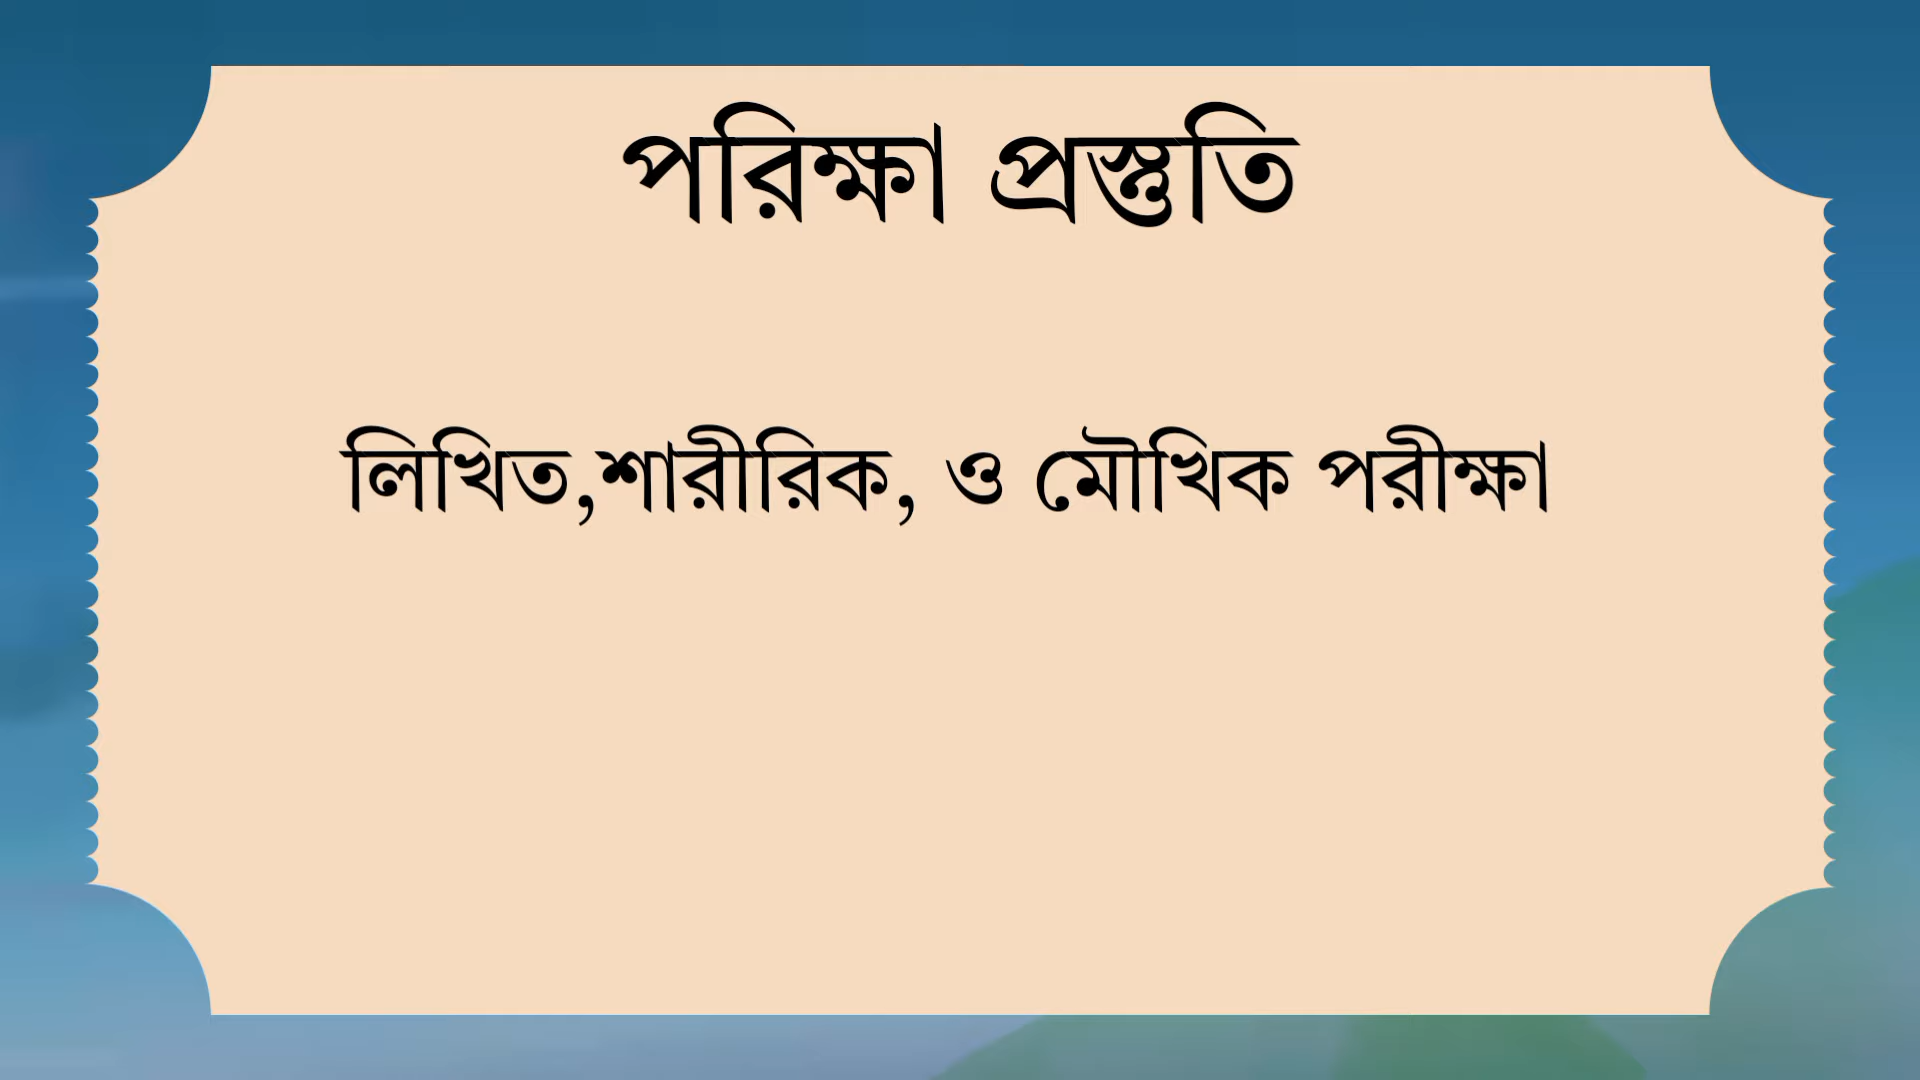 পরিক্ষা প্রস্তুতি
লিখিত,শারীরিক, ও মৌখিক পরীক্ষা